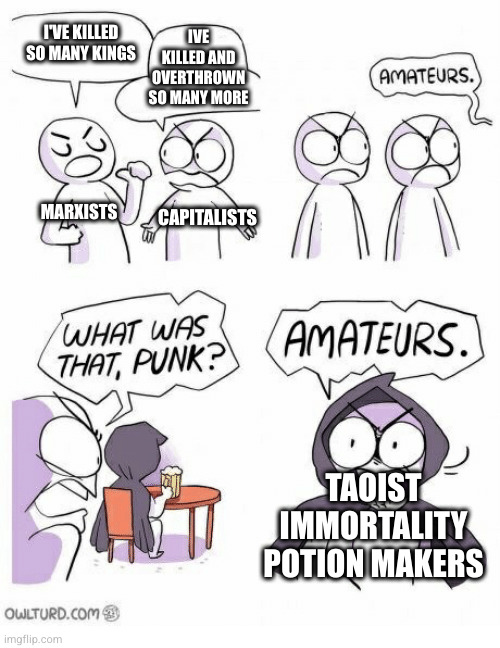 I'VE KILLED
SO MANY KINGS
IVE
KILLED AND
OVERTHROWN
SO MANY MORE
AMATEURS.
MARXISTS
CAPITALISTS
WHAT WAS
THAT, PUNK?
AMATEURS.
TAOIST
IMMORTALITY
POTION MAKERS
OWLTURD.COM
imgflip.com